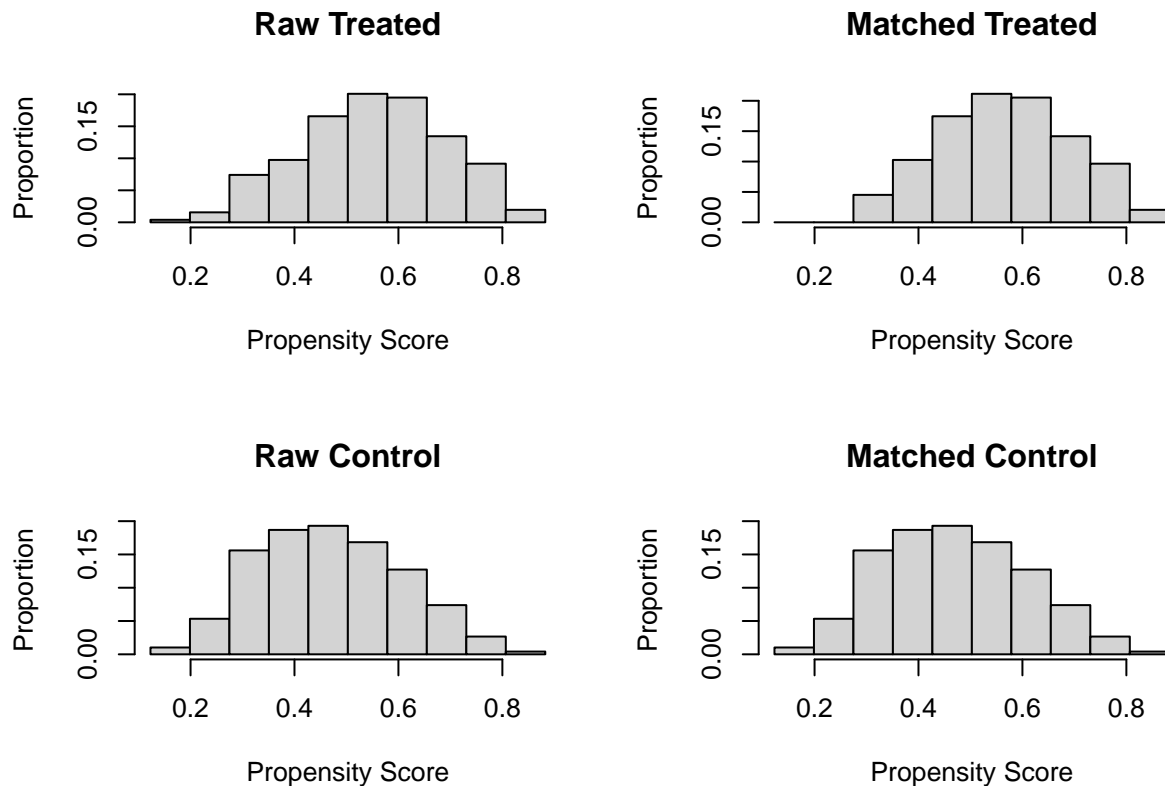 Raw Treated
Proportion
0.00
0.15
0.2 0.4 0.6 0.8
Propensity Score
Matched Treated
Proportion
0.00
0.15
0.2 0.4 0.6 0.8
Propensity Score
Raw Control
Proportion
0.00
0.15
0.2 0.4 0.6 0.8
Propensity Score
Matched Control
Proportion
0.00
0.15
0.2 0.4 0.6 0.8
Propensity Score